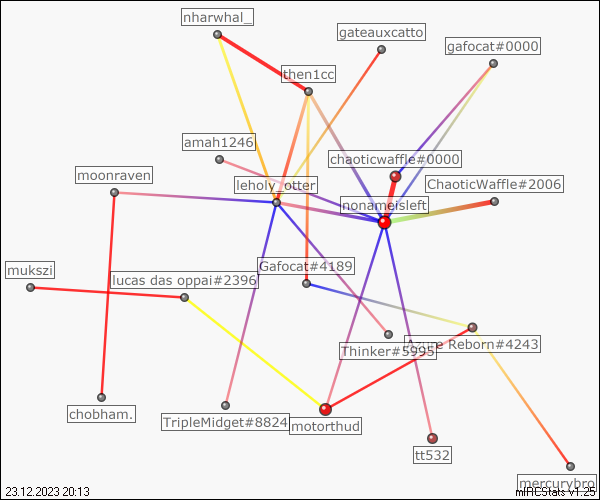 nharwhal_
gateauxcatto
gafocat#0000
then1cc
amah1246
chaoticwaffle#0000
moonraven
leholy_otter
ChaoticWaffle#2006
nonameisleft
mukszi
Gafocat#4189
lucas das oppai#2396
Thinker#5995
Azure Reborn#4243
chobham.
TripleMidget#8824
motorthud
tt532
mercurybro
23.12.2023 20:13
mIRCStats v1.25